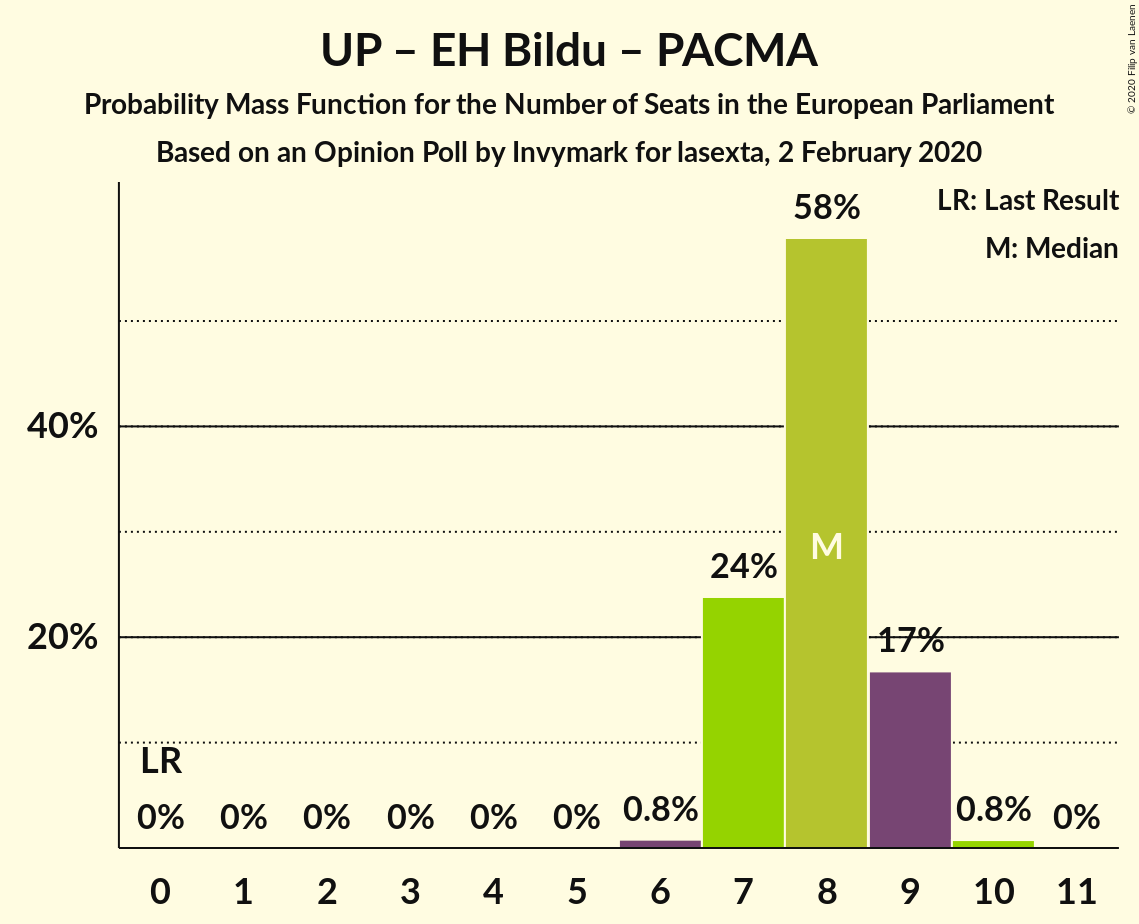 UP – EH Bildu – PACMA
Probability Mass Function for the Number of Seats in the European Parliament
Based on an Opinion Poll by Invymark for lasexta, 2 February 2020
© 2020 Filip van Laenen
LR: Last Result
M: Median
58%
40%
M
24%
20%
17%
LR
0% 0% 0% 0% 0% 0% 0.8% 0.8% 0%
0 1 2 3 4 5 6 7 8 9 10 11